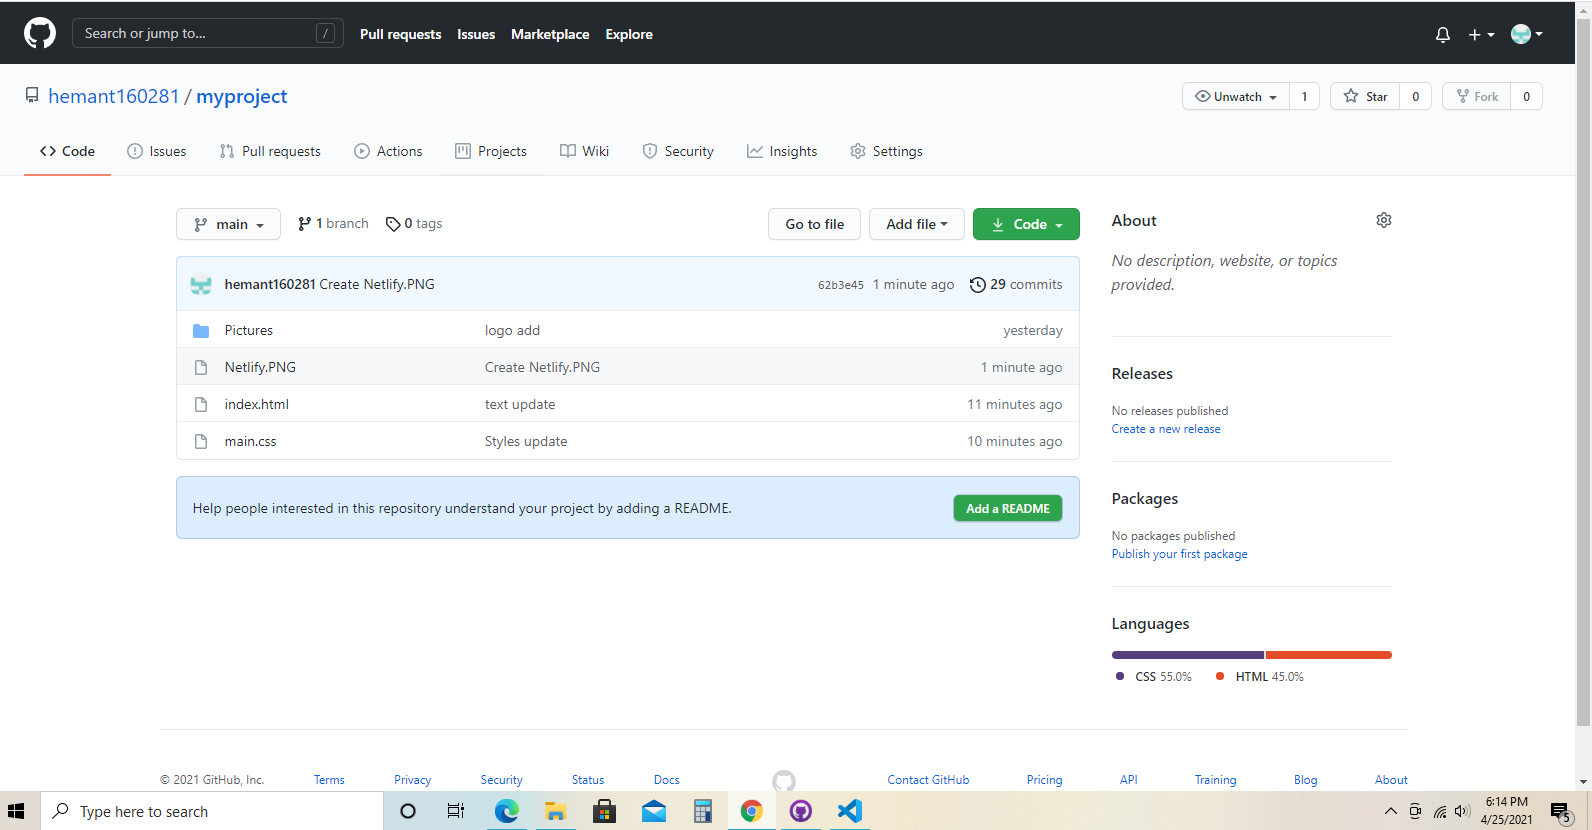 Search or jump to... /
Pull requests Issues Marketplace Explore
hemant160281 / myproject
Unwatch 1 Star 0 Fork 0
Code Issues Pull requests Actions Projects Wiki Security Insights Settings
main 1 branch 0 tags Go to file Add file Code
hemant160281 Create Netlify.PNG 62b3e45 1 minute ago 29 commits
Pictures logo add yesterday
Netlify.PNG Create Netlify.PNG 1 minute ago
index.html text update 11 minutes ago
main.css Styles update 10 minutes ago
Help people interested in this repository understand your project by adding a README. Add a README
About
No description, website, or topics
provided.
Releases
No releases published
Create a new release
Packages
No packages published
Publish your first package
Languages
CSS 55.0% HTML 45.0%
© 2021 GitHub, Inc. Terms Privacy Security Status Docs Contact GitHub Pricing API Training Blog About
Type here to search
6:14 PM
4/25/2021
5